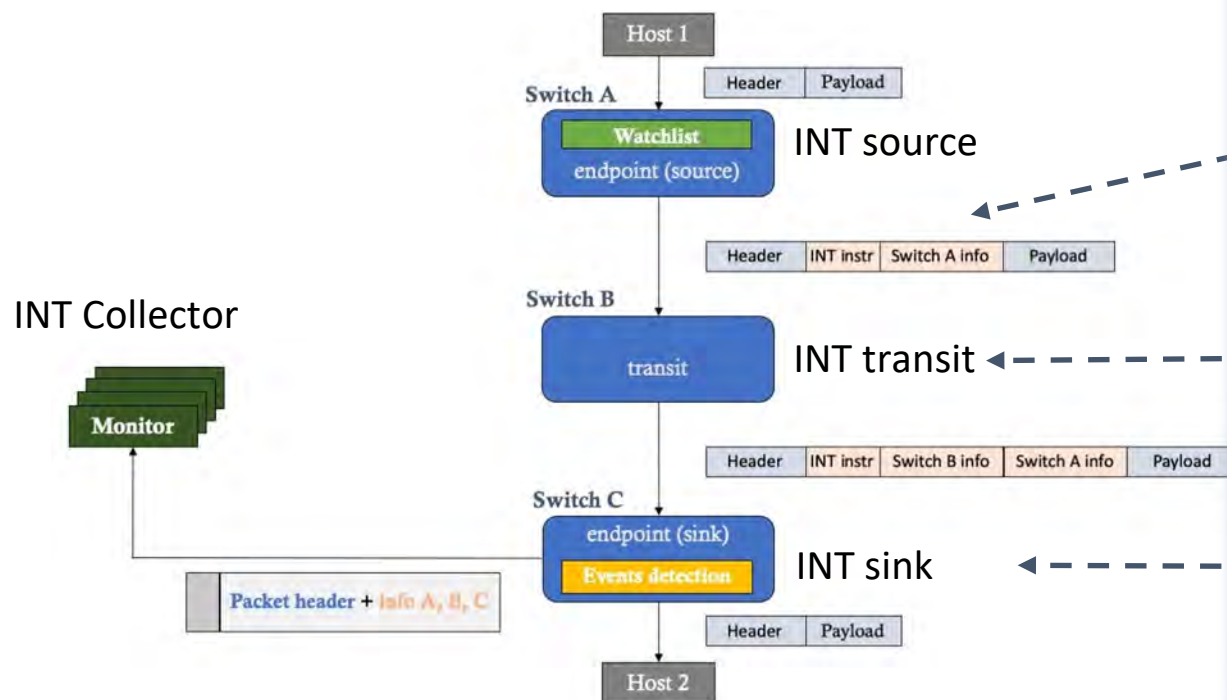 Host 1
Header Payload
Switch A
Watchlist
endpoint (source)
INT source
Header INT instr Switch A info Payload
Switch B
INT Collector
transit
INT transit
Monitor
Header INT instr Switch B info Switch A info Payload
Switch C
endpoint (sink)
Events detection
INT sink
Packet header + info A, B, C
Header Payload
Host 2